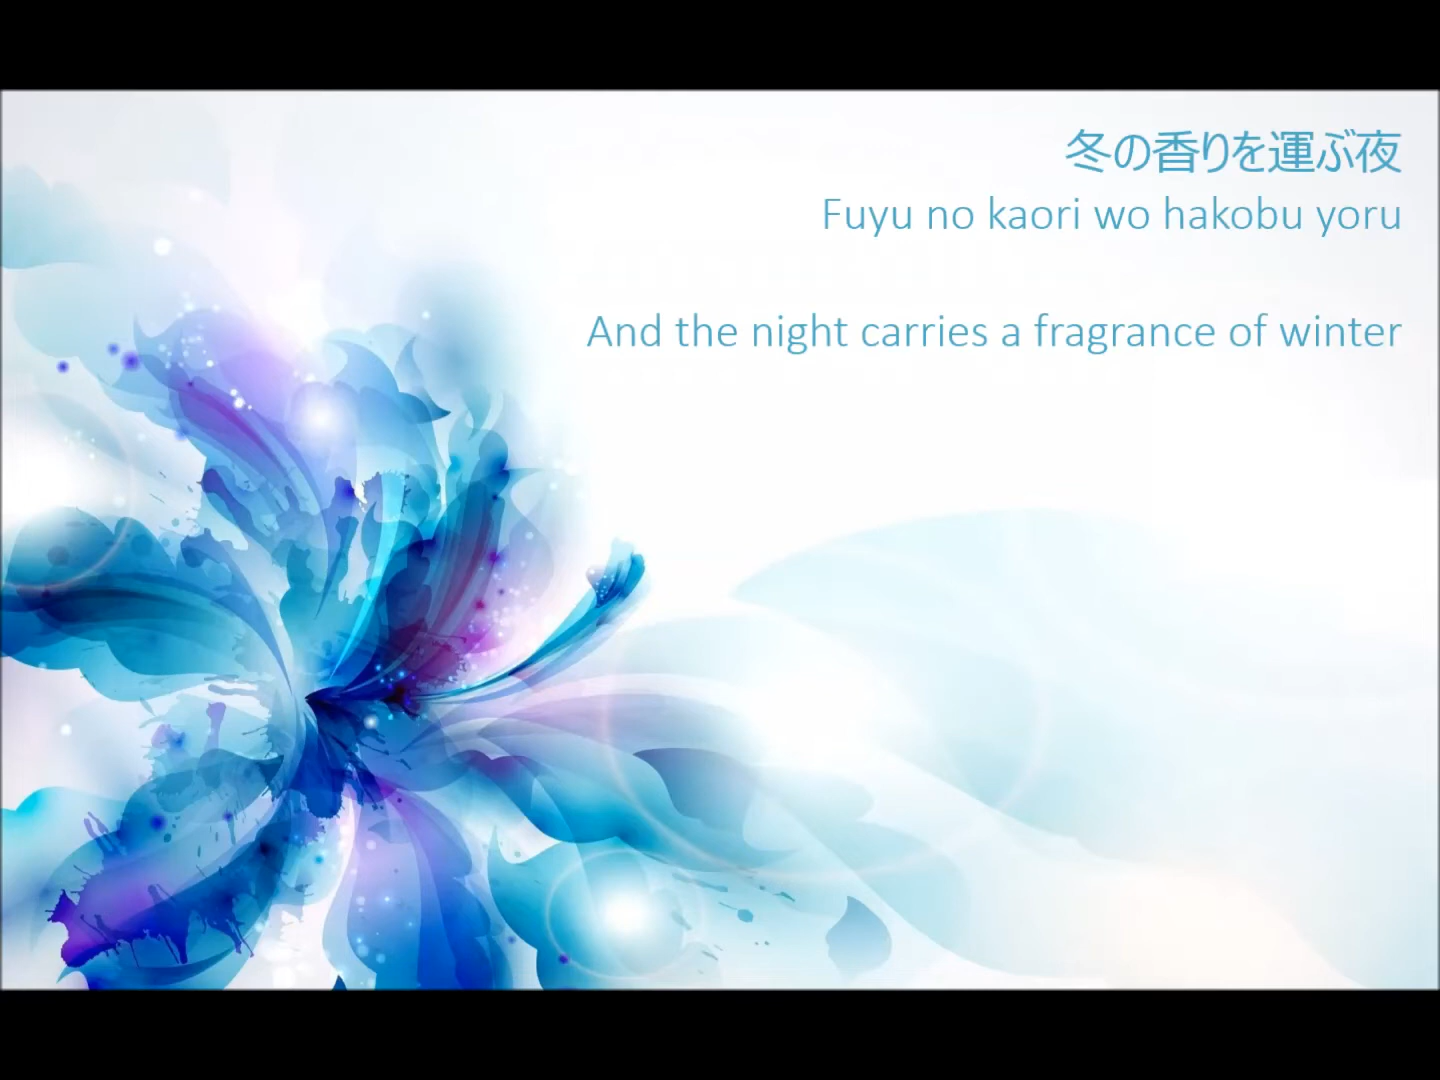 冬の香りを運ぶ夜
Fuyu no kaori wo hakobu yoru
And the night carries a fragrance of winter